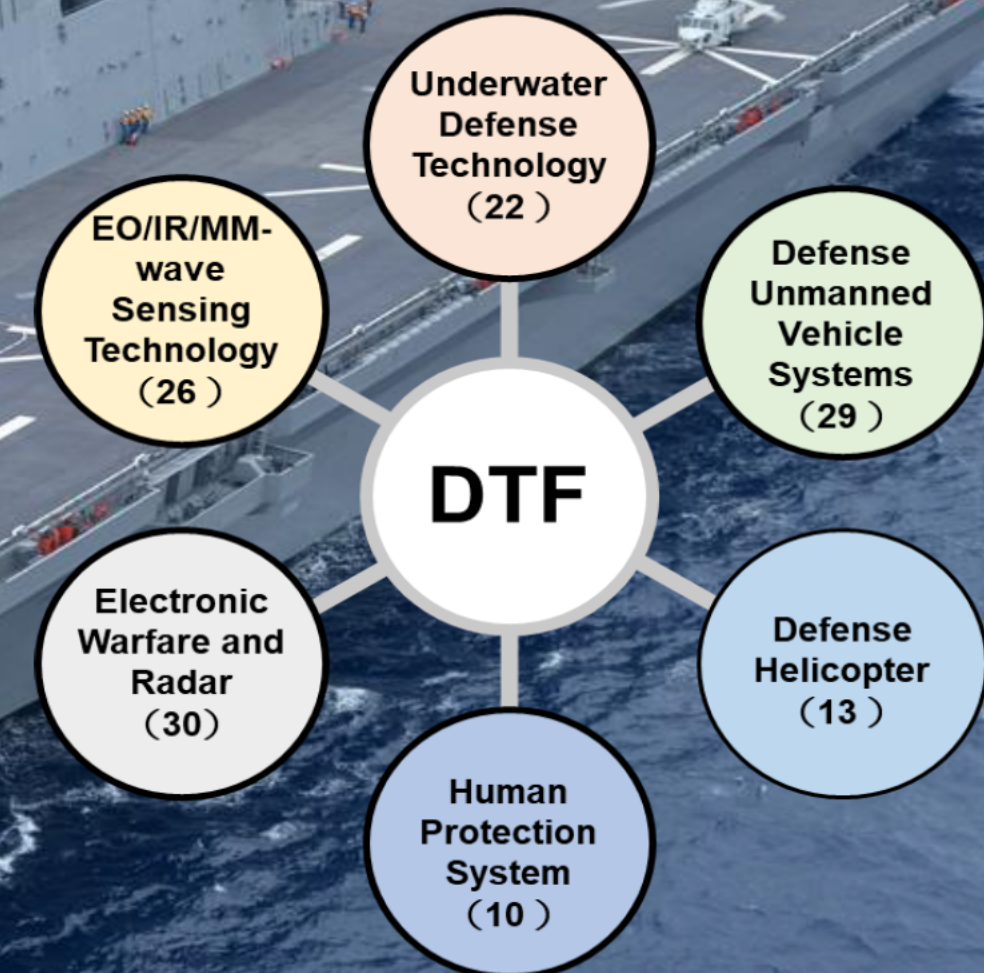 Underwater
Defense
Technology
（22 ）
EO/IR/MM-
wave
Sensing
Technology
（26 ）
Defense
Unmanned
Vehicle
Systems
（29 ）
DTF
Electronic
Warfare and
Radar
（30）
Defense
Helicopter
（13 ）
Human
Protection
System
（10 ）